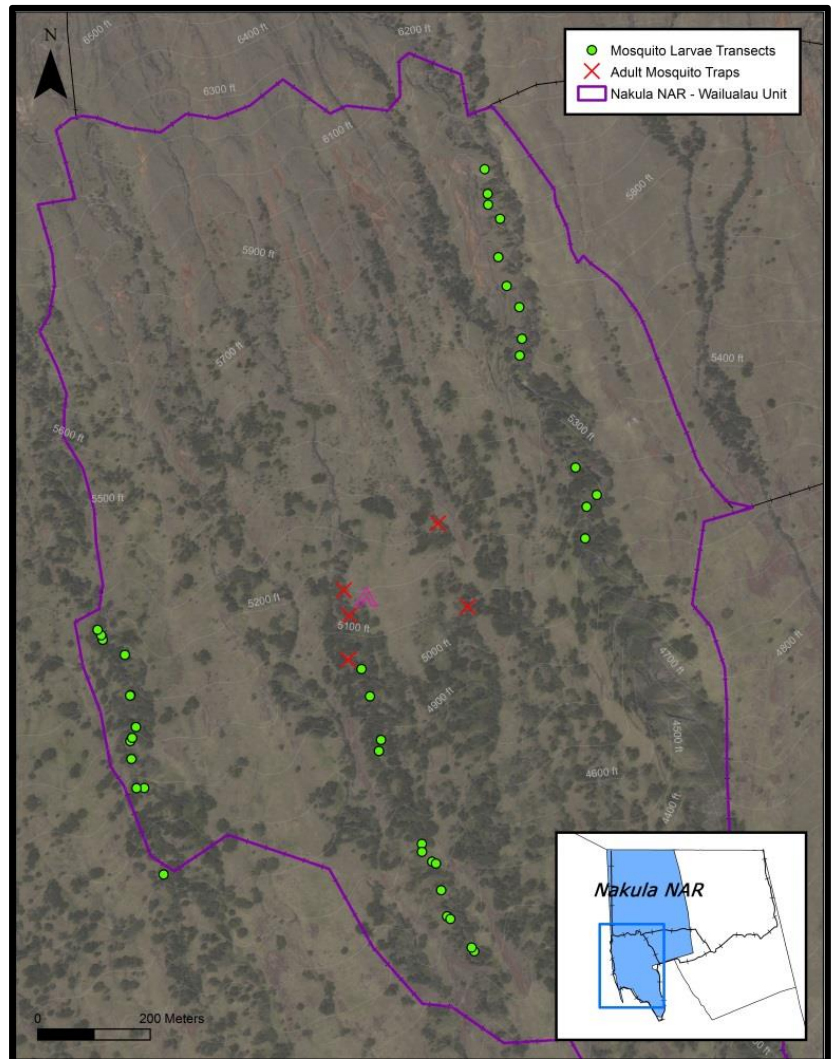 N
Mosquito Larvae Transects
Adult Mosquito Traps
Nakula NAR - Wailualau Unit
6500 ft
6400 ft
6200 ft
6300 ft
6100 ft
5900 ft
5800 ft
5700 ft
5400 ft
5600 ft
5300 ft
5500 ft
5200 ft
5100 ft
5000 ft
4900 ft
4800 ft
4700 ft
4500 ft
4600 ft
4400 ft
Nakula NAR
0
200 Meters